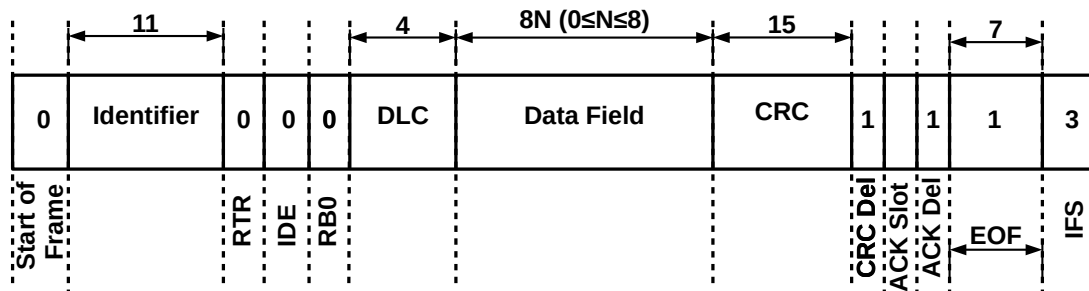 11
4
8N (0≤N≤8)
15
7
0
Identifier
0
0
0
DLC
Data Field
CRC
1
1
1
3
Start of
Frame
RTR
IDE
RB0
CRC Del
ACK Slot
ACK Del
EOF
IFS